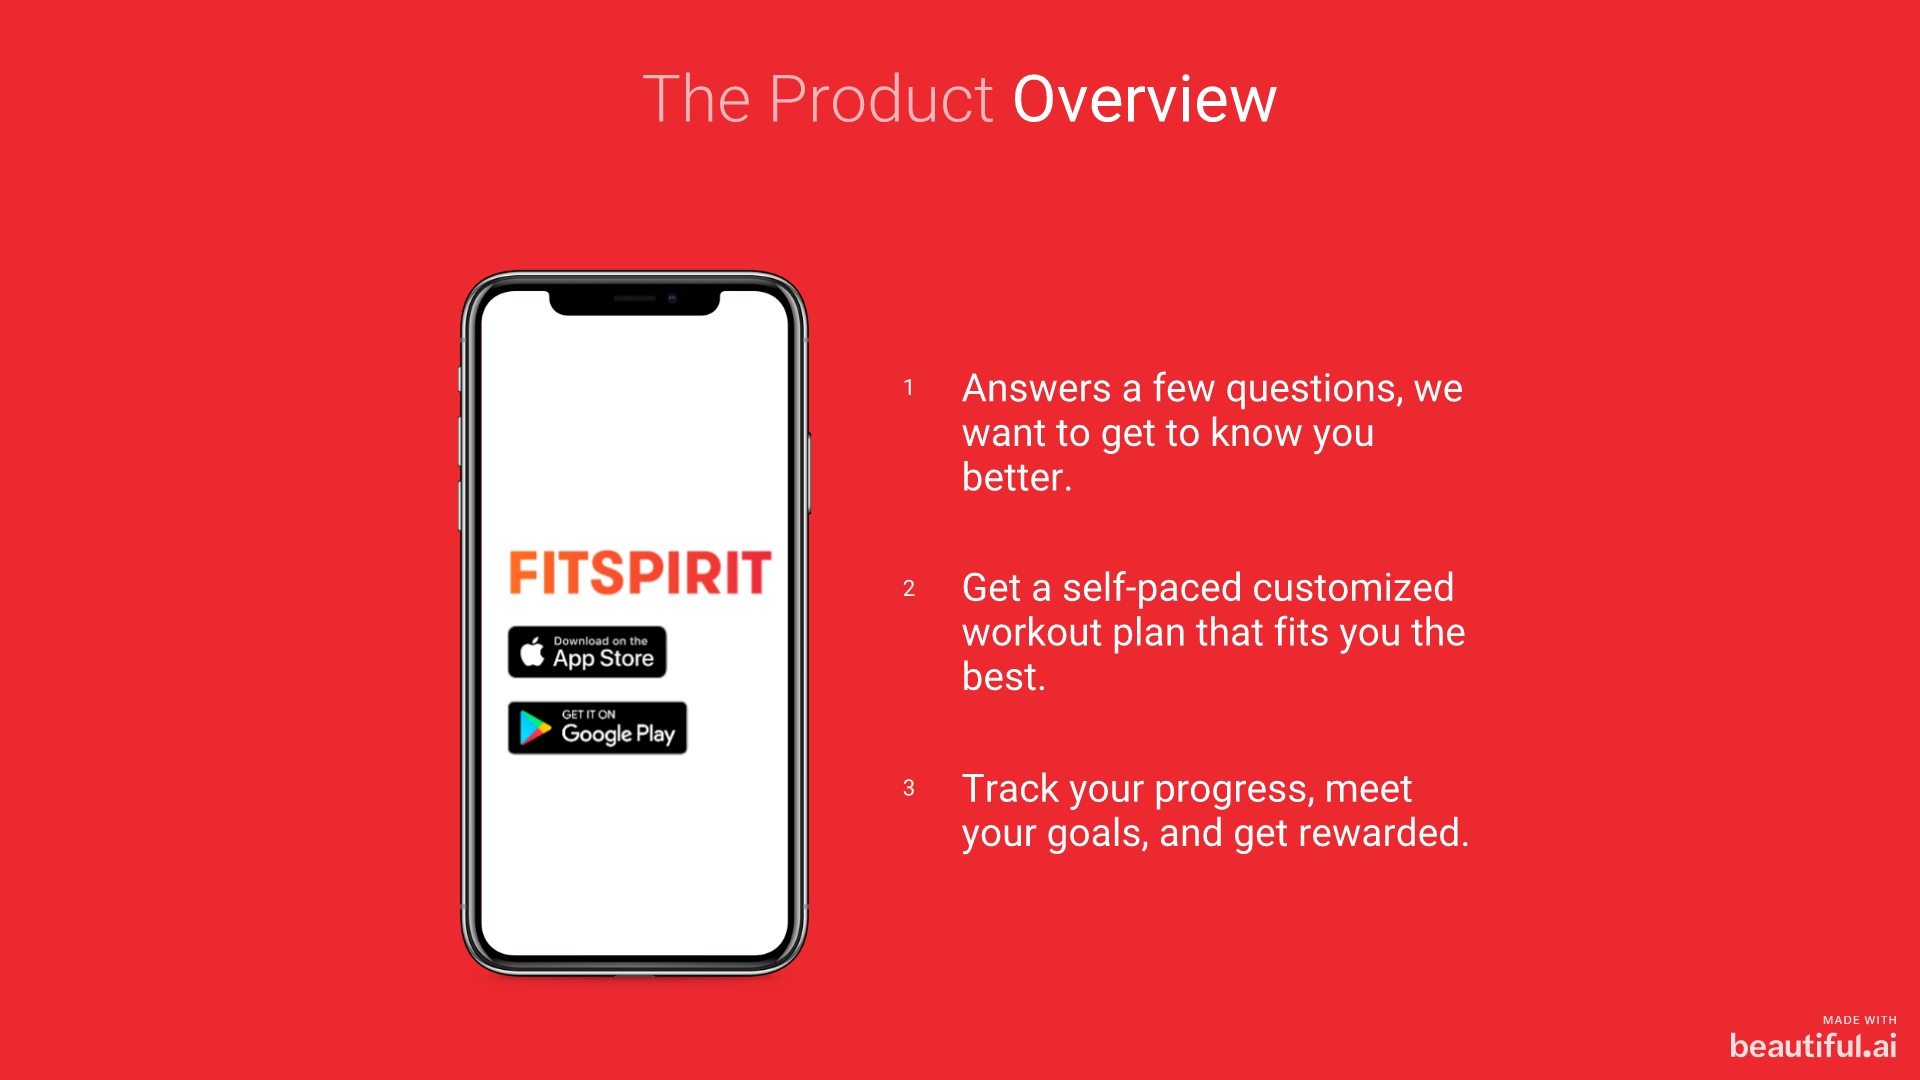 The Product Overview
FITSPIRIT
Download on the
App Store
GET IT ON
Google Play
1
Answers a few questions, we
want to get to know you
better.
2
Get a self-paced customized
workout plan that fits you the
best.
3
Track your progress, meet
your goals, and get rewarded.
MADE WITH
beautiful.ai